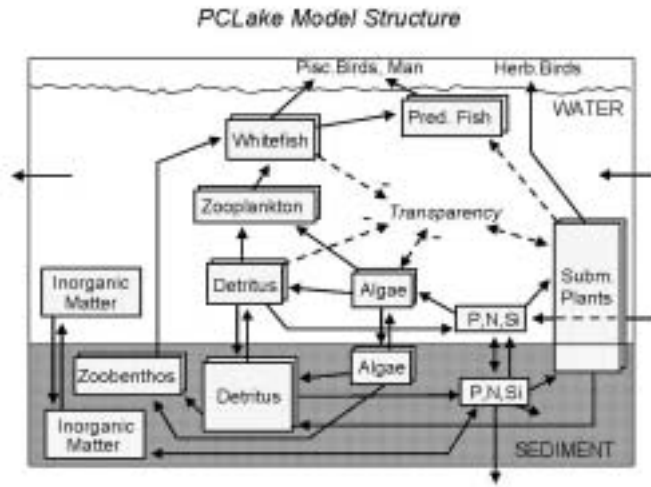 PCLake Model Structure
Pisc.Birds, Man
Herb.Birds
WATER
Pred. Fish
Whitefish
Zooplankton
Transparency
Inorganic
Matter
Detritus
Algae
Subm.
Plants
P,N,Si
Zoobenthos
Algae
Detritus
P,N,Si
Inorganic
Matter
SEDIMENT